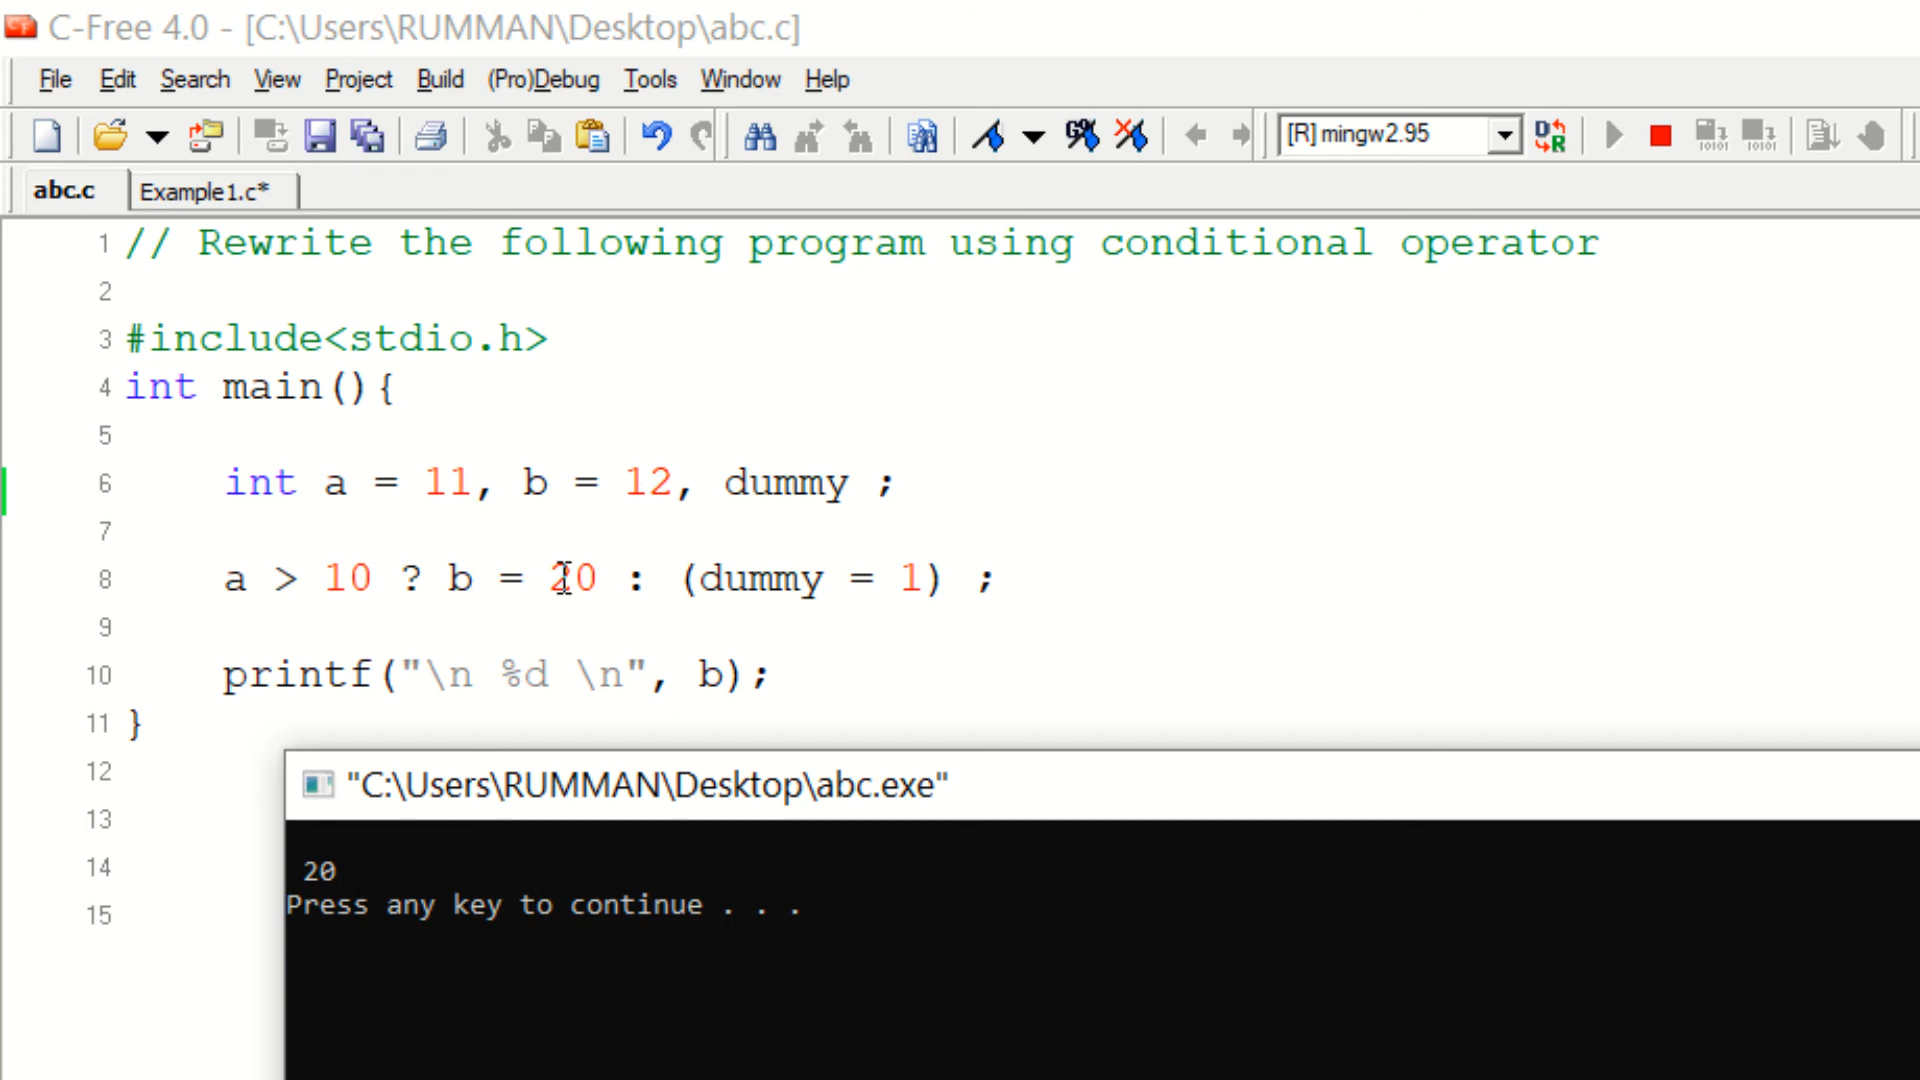 C-Free 4.0 - [C:\Users\RUMMAN\Desktop\abc.c]
File Edit Search View Project Build (Pro)Debug Tools Window Help
[R] mingw2.95
abc.c Example1.c*
1 // Rewrite the following program using conditional operator
2
3 #include<stdio.h>
4 int main(){
5
6 int a = 11, b = 12, dummy ;
7
8 a > 10 ? b = 20 : (dummy = 1) ;
9
10 printf("\n %d \n", b);
11 }
12
13
14
15
"C:\Users\RUMMAN\Desktop\abc.exe"
20
Press any key to continue . . .